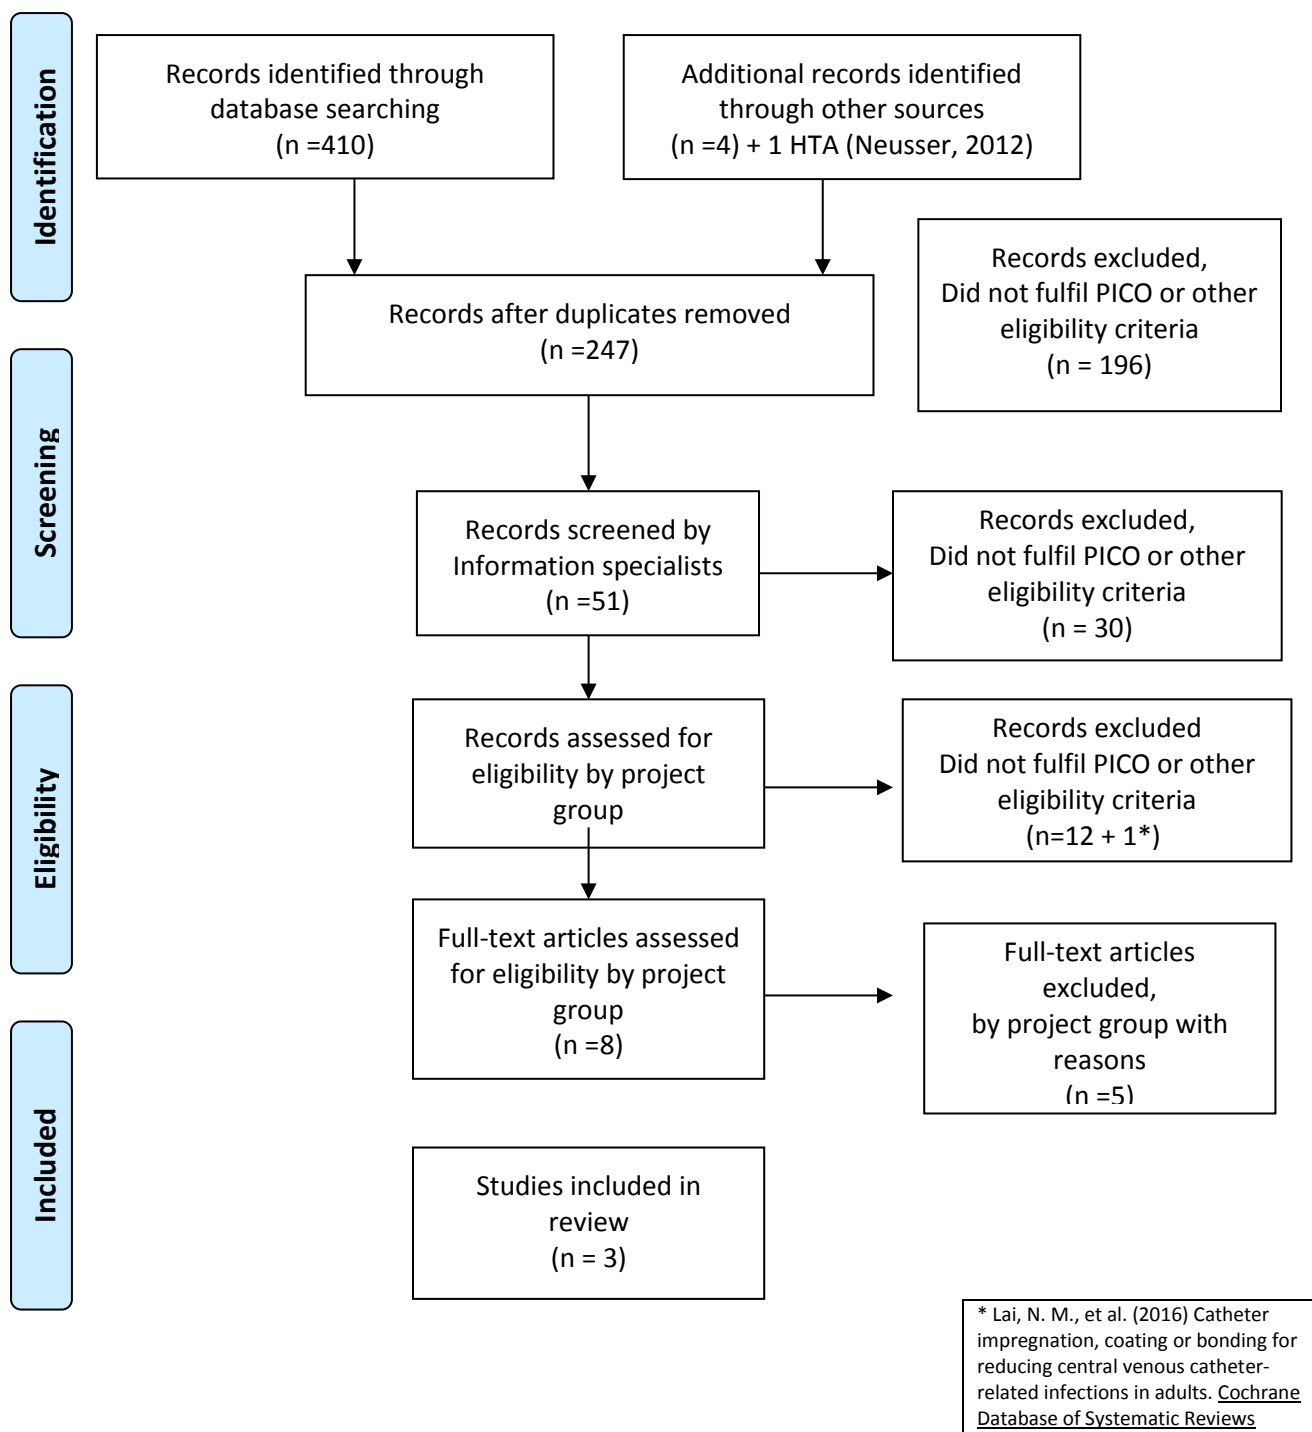 Identification
Records identified through
database searching
(n =410)
Additional records identified
through other sources
(n =4) + 1 HTA (Neusser, 2012)
Records after duplicates removed
(n =247)
Records excluded,
Did not fulfil PICO or other
eligibility criteria
(n = 196)
Screening
Records screened by
Information specialists
(n =51)
Records excluded,
Did not fulfil PICO or other
eligibility criteria
(n = 30)
Eligibility
Records assessed for
eligibility by project
group
Records excluded
Did not fulfil PICO or other
eligibility criteria
(n=12 + 1*)
Full-text articles assessed
for eligibility by project
group
(n =8)
Full-text articles
excluded,
by project group with
reasons
(n =5)
Included
Studies included in
review
(n = 3)
* Lai, N. M., et al. (2016) Catheter
impregnation, coating or bonding for
reducing central venous catheter-
related infections in adults. Cochrane
Database of Systematic Reviews